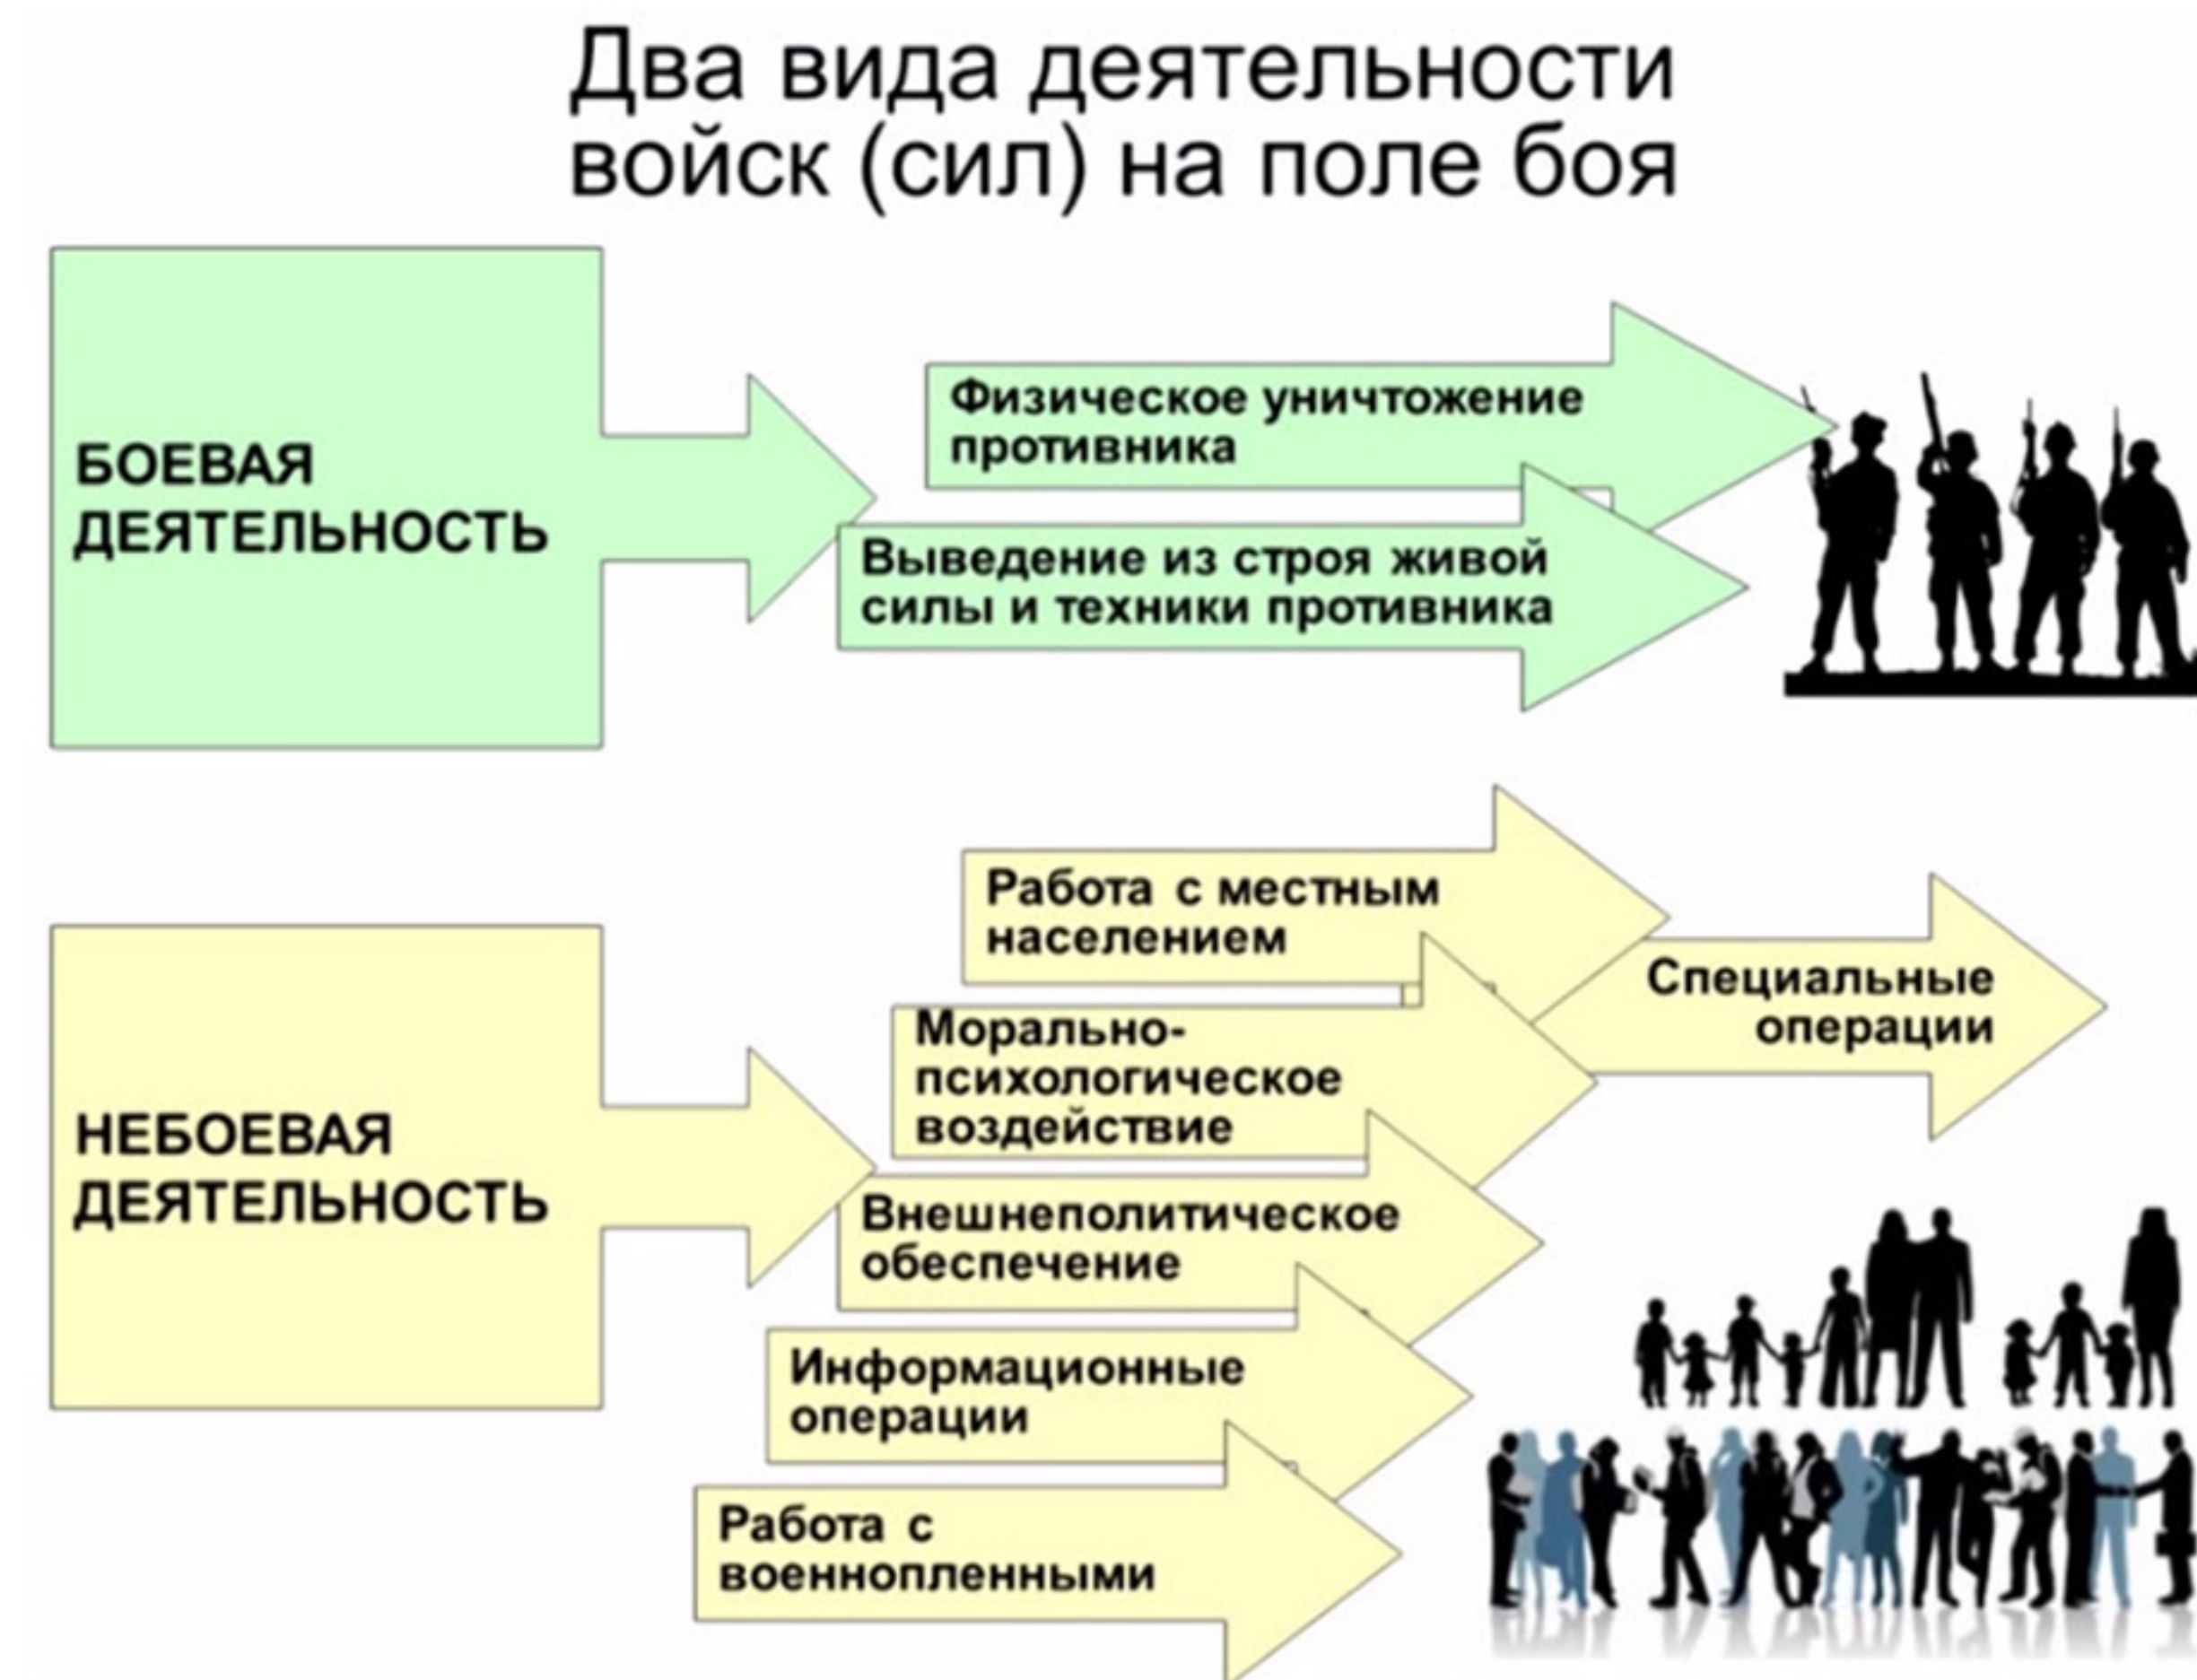 Два вида деятельности
войск (сил) на поле боя
БОЕВАЯ
ДЕЯТЕЛЬНОСТЬ
Физическое уничтожение
противника
Выведение из строя живой
силы и техники противника
НЕБОЕВАЯ
ДЕЯТЕЛЬНОСТЬ
Работа с местным
населением
Специальные
операции
Морально-
психологическое
воздействие
Внешнеполитическое
обеспечение
Информационные
операции
Работа с
военнопленными